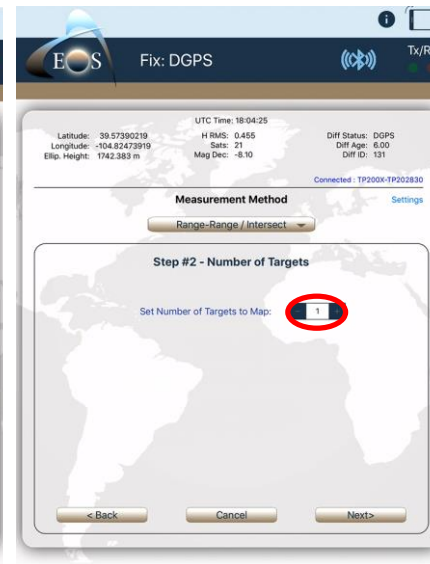 EOS
Fix: DGPS
UTC Time: 18:04:25
Latitude: 39.57390219
Longitude: -104.82473919
Ellip. Height: 1742.383 m
H RMS: 0.455
Sats: 21
Mag Dec: -8.10
Diff Status: DGPS
Diff Age: 6.00
Diff ID: 131
Connected : TP200X-TP202830
Measurement Method
Settings
Range-Range / Intersect
Step #2 - Number of Targets
Set Number of Targets to Map:
- 1 +
< Back
Cancel
Next>